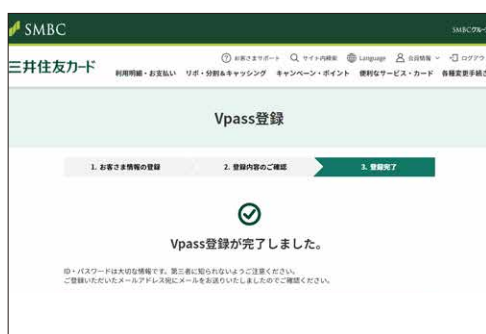 SMBC
SMBCグルー
三井住友カード
お客さまサポート サイト内検索 Language 会員情報 ログアウ
利用明細・お支払い リボ・分割&キャッシング キャンペーン・ポイント 便利なサービス・カード 各種変更手続き
Vpass登録
1. お客さま情報の登録 2. 登録内容のご確認 3. 登録完了
Vpass登録が完了しました。
ID・パスワードは大切な情報です。第三者に知られないようご注意ください。
ご登録いただいたメールアドレス宛にメールをお送りいたしましたのでご確認ください。